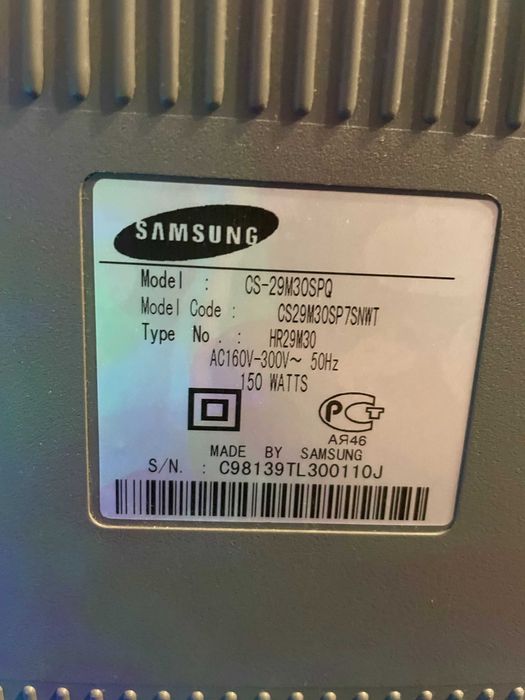 SAMSUNG
Model : CS-29M30SPQ
Model Code : CS29M30SP7SNWT
Type No. : HR29M30
AC160V-300V~ 50Hz
150 WATTS
РСТ
АЯ46
MADE BY SAMSUNG
S/N. : C98139TL300110J